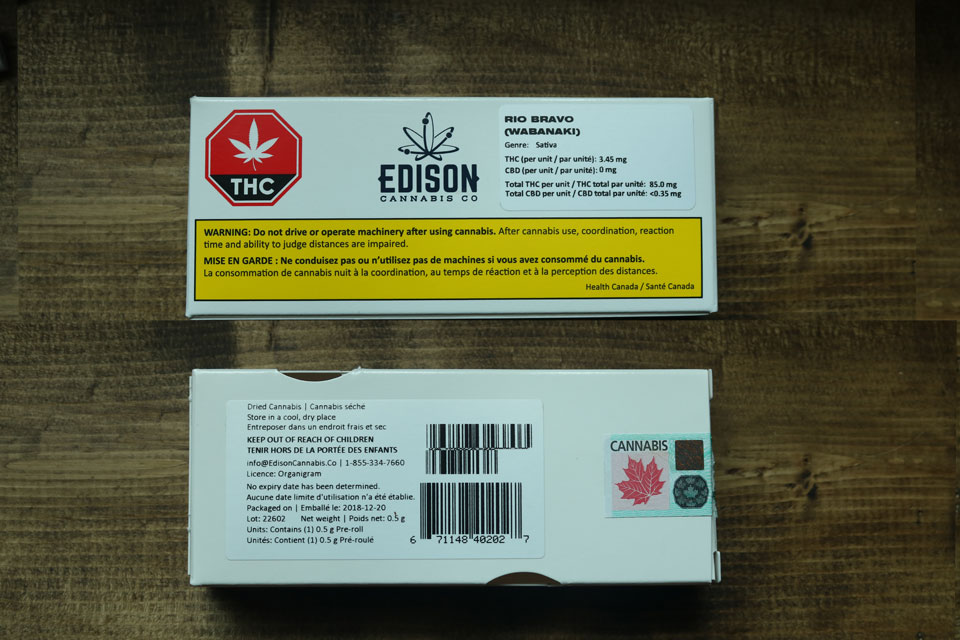 THC
EDISON
CANNABIS CO
RIO BRAVO
(WABANAKI)
Genre: Sativa
THC (per unit / par unité): 3.45 mg
CBD (per unit / par unité): 0 mg
Total THC per unit / THC total par unité: 85.0 mg
Total CBD per unit / CBD total par unité: <0.35 mg
WARNING: Do not drive or operate machinery after using cannabis. After cannabis use, coordination, reaction
time and ability to judge distances are impaired.
MISE EN GARDE : Ne conduisez pas ou n'utilisez pas de machines si vous avez consommé du cannabis.
La consommation de cannabis nuit à la coordination, au temps de réaction et à la perception des distances.
Health Canada / Santé Canada
Dried Cannabis | Cannabis séché
Store in a cool, dry place
Entreposer dans un endroit frais et sec
KEEP OUT OF REACH OF CHILDREN
TENIR HORS DE LA PORTÉE DES ENFANTS
info@EdisonCannabis.Co | 1-855-334-7660
Licence: Organigram
No expiry date has been determined.
Aucune date limite d'utilisation n'a été établie.
Packaged on | Emballé le: 2018-12-20
Lot: 22602 Net weight | Poids net: 0.5 g
Units: Contains (1) 0.5 g Pre-roll
Unités: Contient (1) 0.5 g Pré-roulé
6 71148 40202 7
CANNABIS